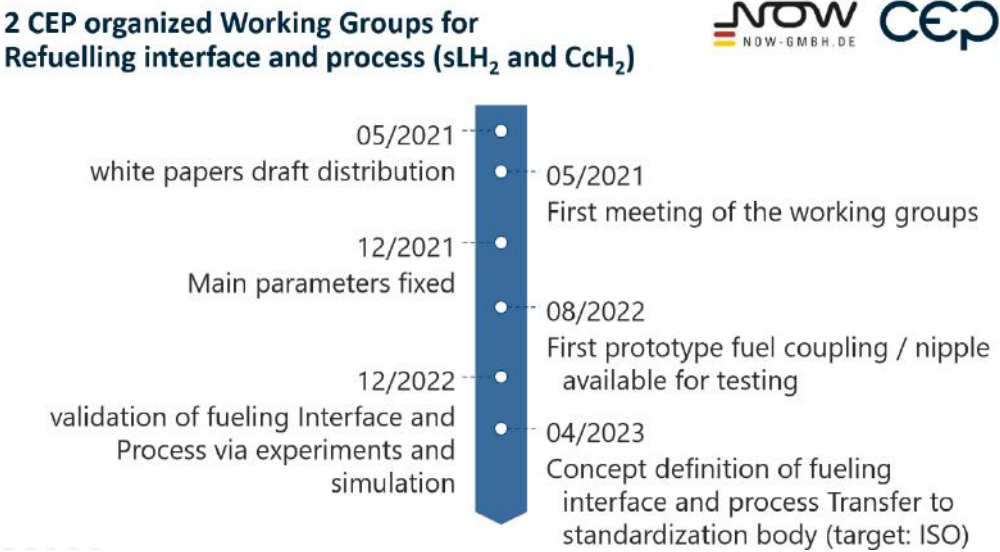 2 CEP organized Working Groups for
Refuelling interface and process (sLH₂ and CcH₂)
NOW
NOW-GMBH.DE
CEP
05/2021
white papers draft distribution
05/2021
First meeting of the working groups
12/2021
Main parameters fixed
08/2022
First prototype fuel coupling / nipple
available for testing
12/2022
validation of fueling Interface and
Process via experiments and
simulation
04/2023
Concept definition of fueling
interface and process Transfer to
standardization body (target: ISO)